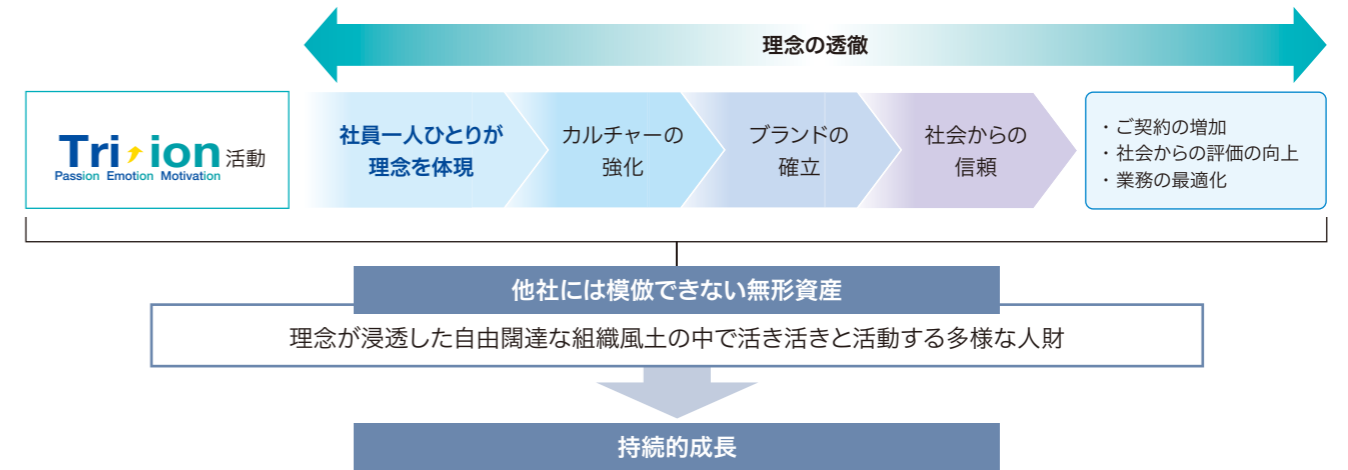 理念の透徹
Tri ion 活動
Passion Emotion Motivation
社員一人ひとりが
理念を体現
カルチャーの
強化
ブランドの
確立
社会からの
信頼
・ご契約の増加
・社会からの評価の向上
・業務の最適化
他社には模倣できない無形資産
理念が浸透した自由闊達な組織風土の中で活き活きと活動する多様な人財
持続的成長